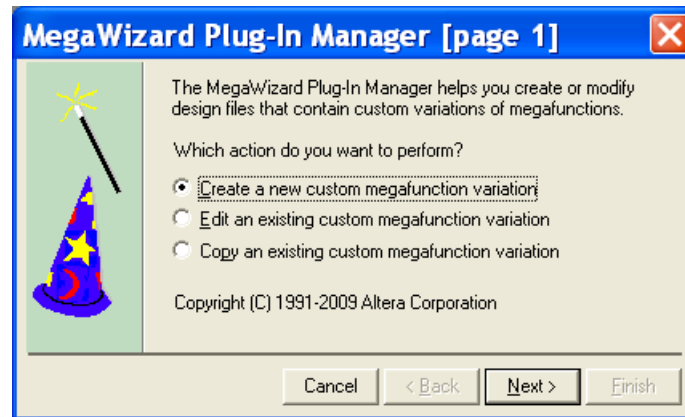 MegaWizard Plug-In Manager [page 1]
The MegaWizard Plug-In Manager helps you create or modify
design files that contain custom variations of megafunctions.
Which action do you want to perform?
Create a new custom megafunction variation
Edit an existing custom megafunction variation
Copy an existing custom megafunction variation
Copyright (C) 1991-2009 Altera Corporation
Cancel < Back Next > Finish